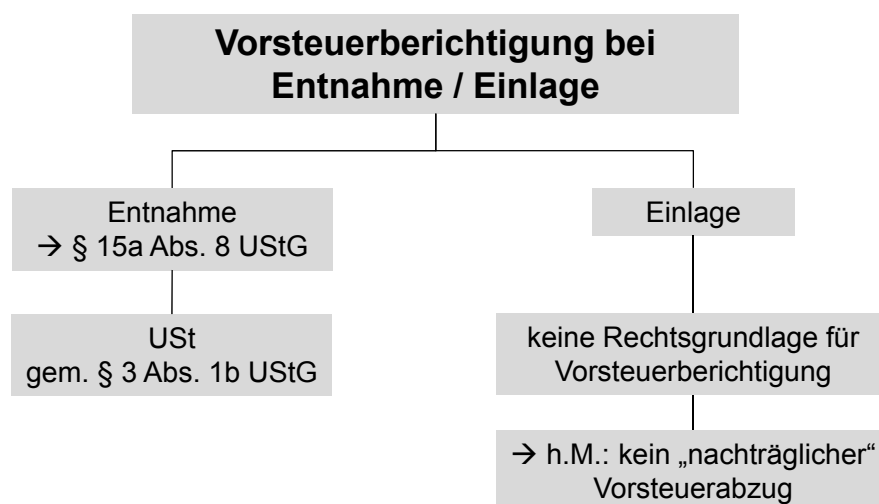 Vorsteuerberichtigung bei
Entnahme / Einlage
Entnahme
→ § 15a Abs. 8 UStG
USt
gem. § 3 Abs. 1b UStG
Einlage
keine Rechtsgrundlage für
Vorsteuerberichtigung
→ h.M.: kein „nachträglicher“
Vorsteuerabzug